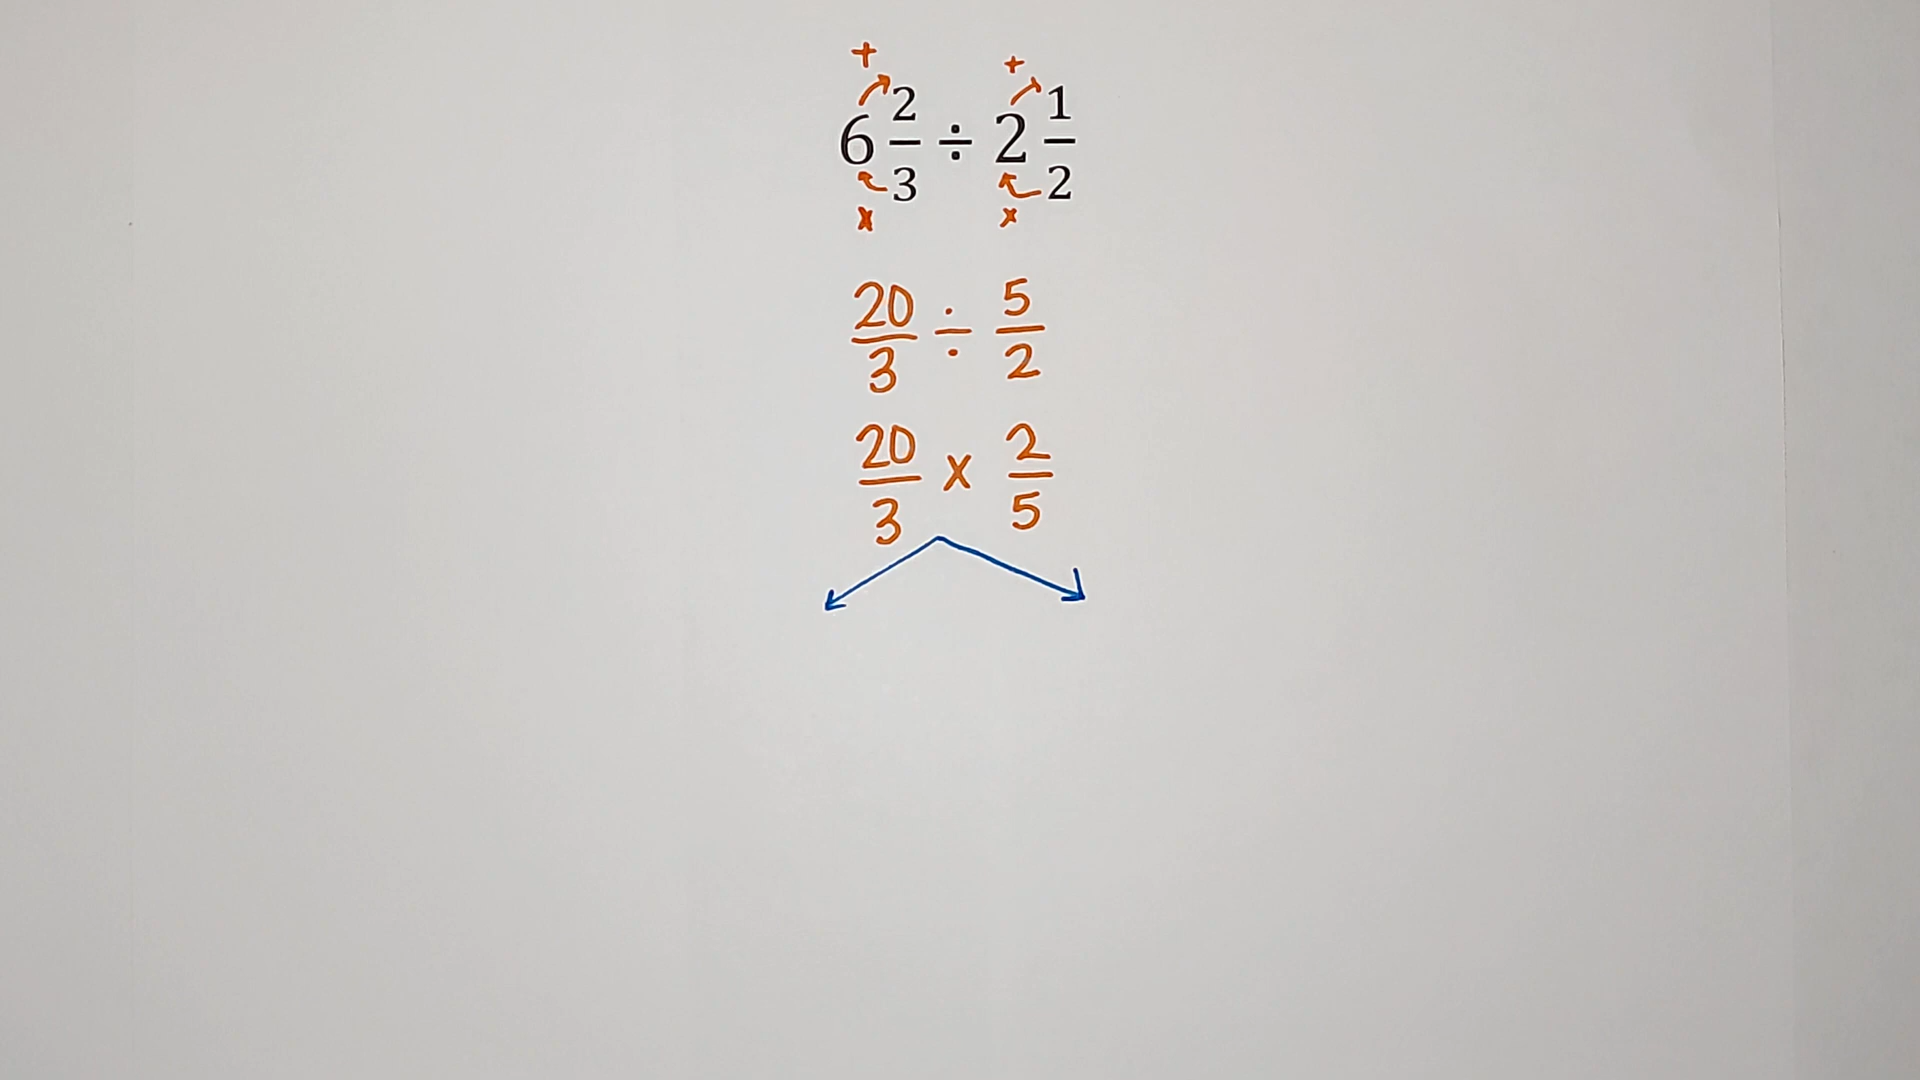 + +
6 2/3 ÷ 2 1/2
x x
20/3 ÷ 5/2
20/3 x 2/5